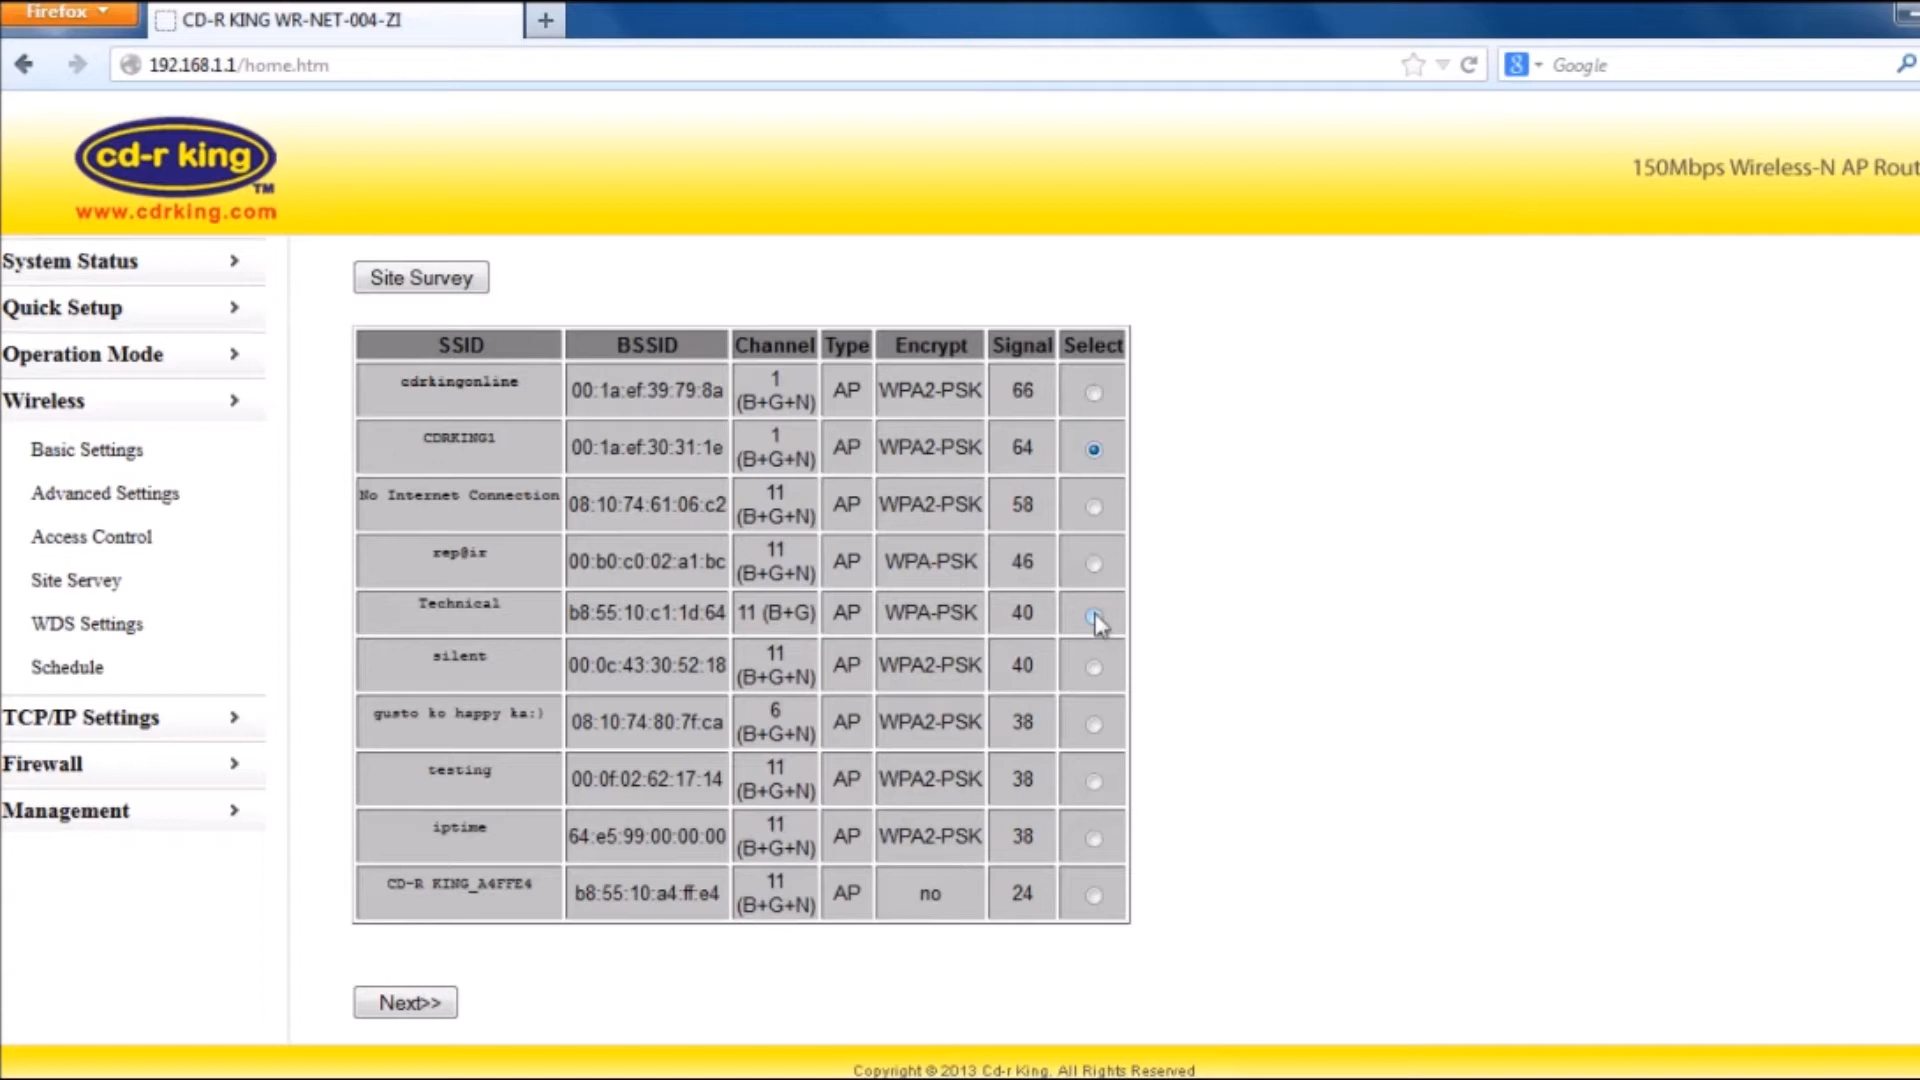 Firefox
CD-R KING WR-NET-004-ZI
192.168.1.1/home.htm
Google
cd-r king
TM
www.cdrking.com
150Mbps Wireless-N AP Rout
System Status
Quick Setup
Operation Mode
Wireless
Basic Settings
Advanced Settings
Access Control
Site Survey
WDS Settings
Schedule
TCP/IP Settings
Firewall
Management
Site Survey
SSID BSSID Channel Type Encrypt Signal Select
cdrkingonline 00:1a:ef:39:79:8a 1 (B+G+N) AP WPA2-PSK 66
CDRKING1 00:1a:ef:30:31:1e 1 (B+G+N) AP WPA2-PSK 64
No Internet Connection 08:10:74:61:06:c2 11 (B+G+N) AP WPA2-PSK 58
rep@ir 00:b0:c0:02:a1:bc 11 (B+G+N) AP WPA-PSK 46
Technical b8:55:10:c1:1d:64 11 (B+G) AP WPA-PSK 40
silent 00:0c:43:30:52:18 11 (B+G+N) AP WPA2-PSK 40
gusto ko happy ka:) 08:10:74:80:7f:ca 6 (B+G+N) AP WPA2-PSK 38
testing 00:0f:02:62:17:14 11 (B+G+N) AP WPA2-PSK 38
iptime 64:e5:99:00:00:00 11 (B+G+N) AP WPA2-PSK 38
CD-R KING_A4FFE4 b8:55:10:a4:ff:e4 11 (B+G+N) AP no 24
Next>>
Copyright © 2013 Cd-r King. All Rights Reserved